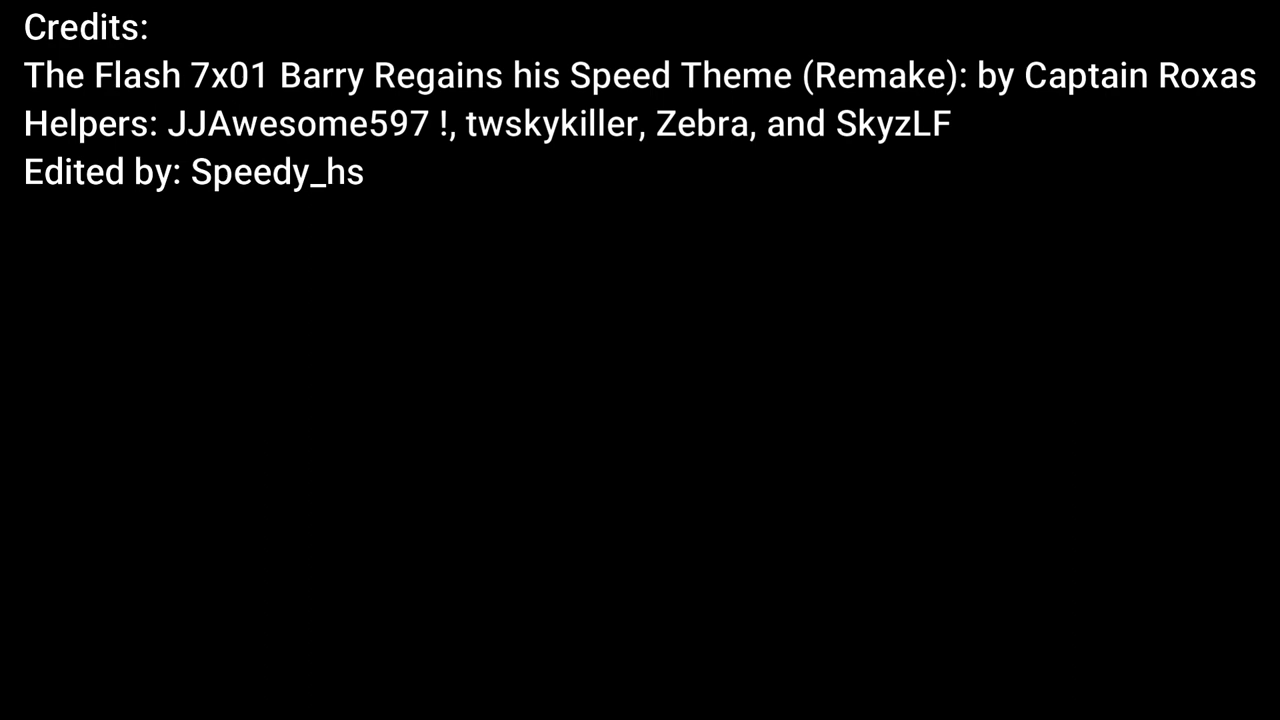 Credits:
The Flash 7x01 Barry Regains his Speed Theme (Remake): by Captain Roxas
Helpers: JJAwesome597 !, twskykiller, Zebra, and SkyzLF
Edited by: Speedy_hs